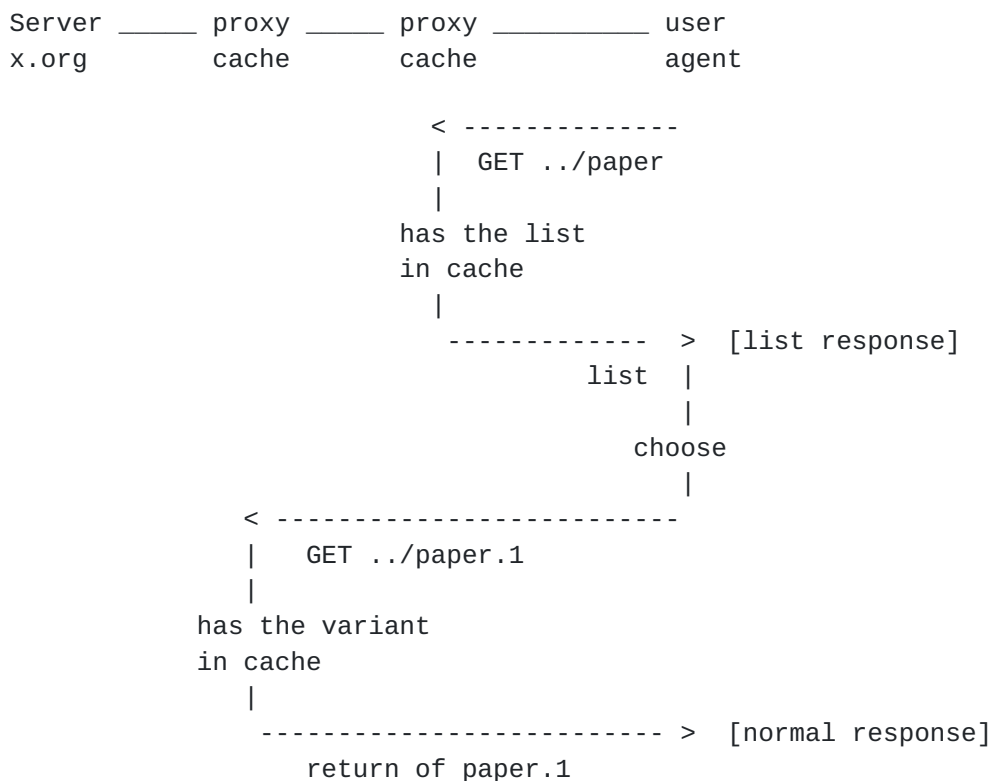 Server _____ proxy _____ proxy __________ user
x.org cache cache agent
< --------------
| GET ../paper
|
has the list
in cache
|
------------- > [list response]
list |
|
choose
|
< --------------------------
| GET ../paper.1
|
has the variant
in cache
|
-------------------------- > [normal response]
return of paper.1